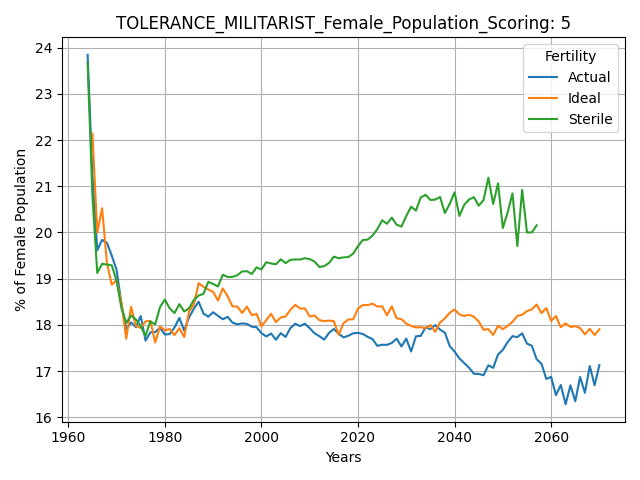 TOLERANCE_MILITARIST_Female_Population_Scoring: 5
% of Female Population
24
23
22
21
20
19
18
17
16
Fertility
Actual
Ideal
Sterile
1960
1980
2000
2020
2040
2060
Years